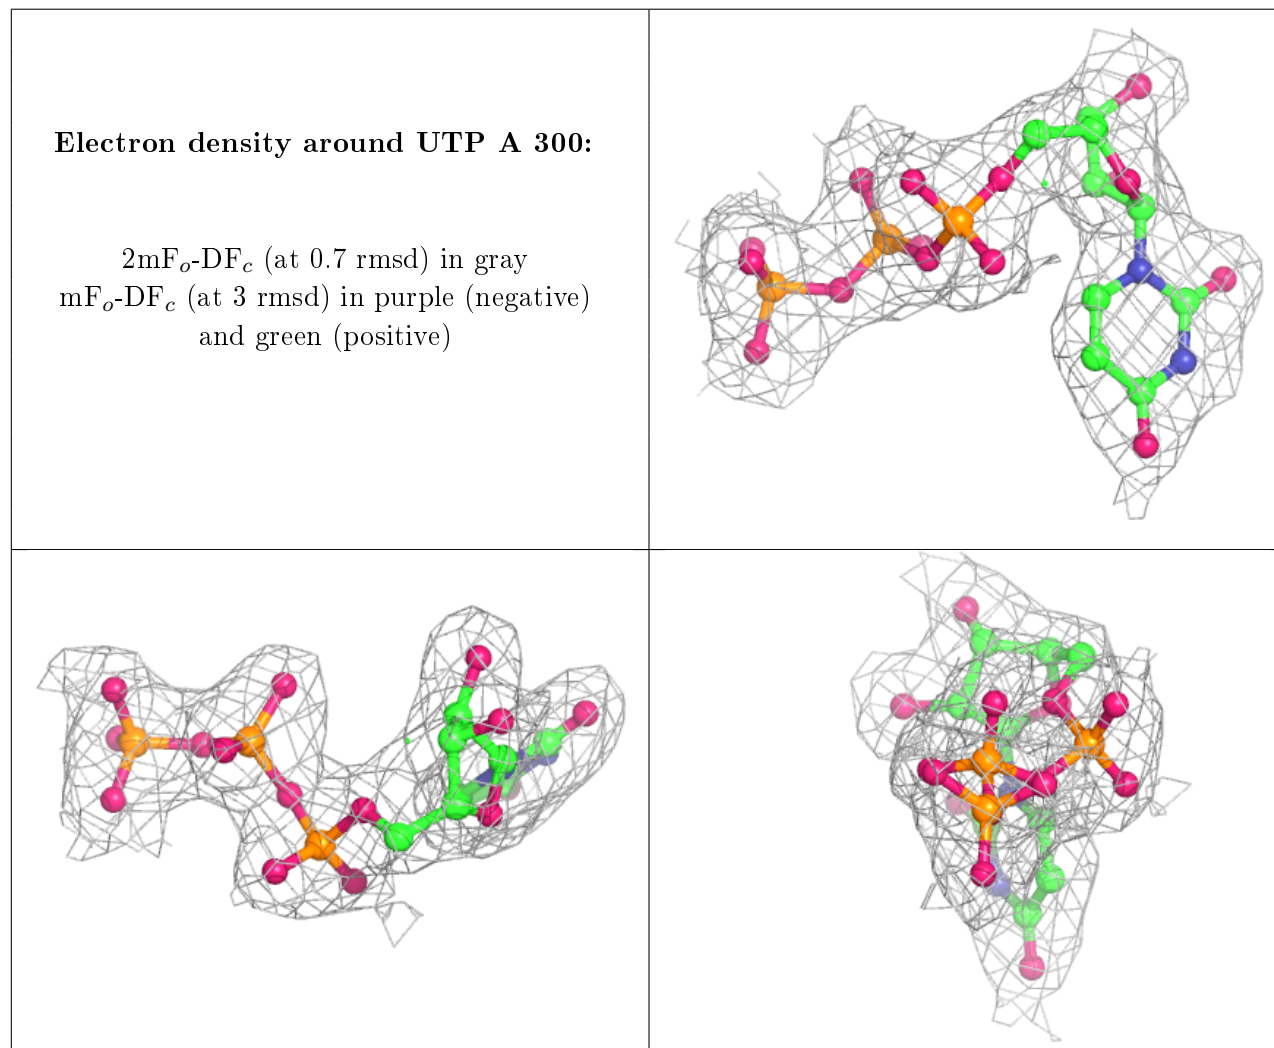 Electron density around UTP A 300:
2mFo-DFc (at 0.7 rmsd) in gray
mFo-DFc (at 3 rmsd) in purple (negative)
and green (positive)